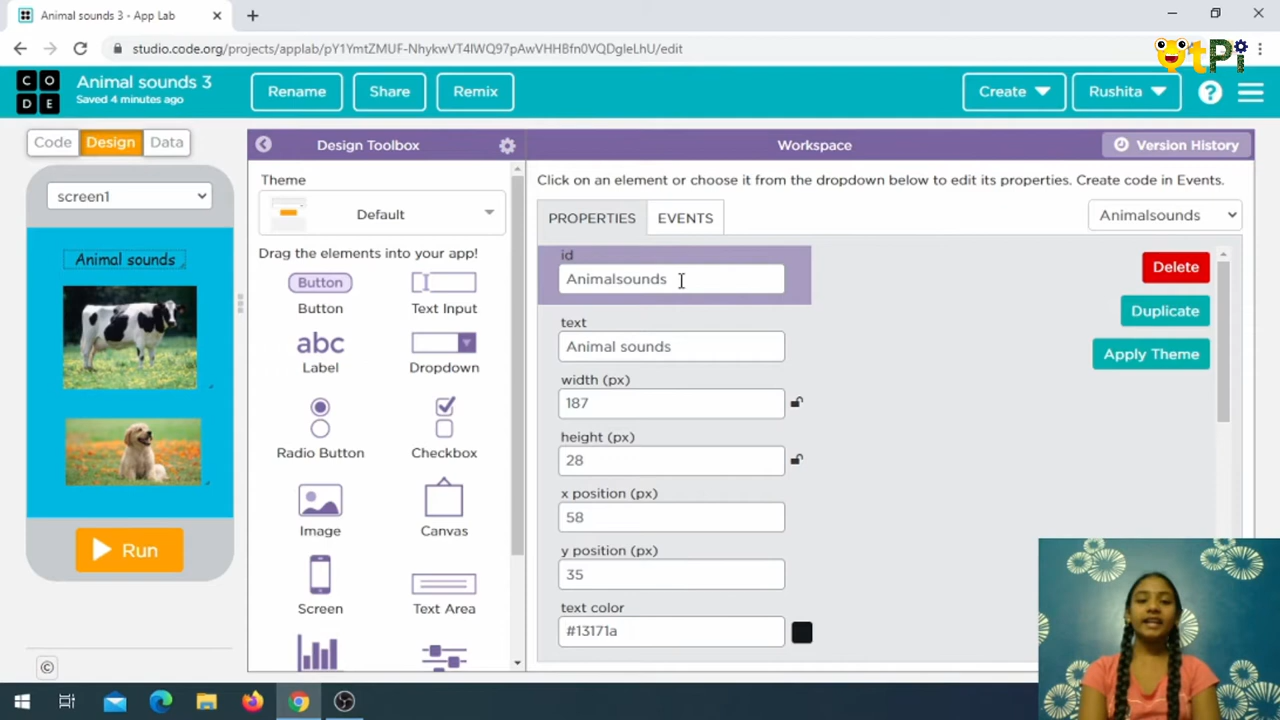 Animal sounds 3 - App Lab
studio.code.org/projects/applab/pY1YmtZMUF-NhykwVT4IWQ97pAwVHHBfn0VQDgleLhU/edit
tPi
C O D E
Animal sounds 3
Saved 4 minutes ago
Rename
Share
Remix
Create
Rushita
?
Code
Design
Data
Design Toolbox
Workspace
Version History
screen1
Animal sounds
Run
©
Theme
Default
Drag the elements into your app!
Button
Button
Text Input
abc
Label
Dropdown
Radio Button
Checkbox
Image
Canvas
Screen
Text Area
Click on an element or choose it from the dropdown below to edit its properties. Create code in Events.
PROPERTIES
EVENTS
Animalsounds
id
Animalsounds
text
Animal sounds
width (px)
187
height (px)
28
x position (px)
58
y position (px)
35
text color
#13171a
Delete
Duplicate
Apply Theme